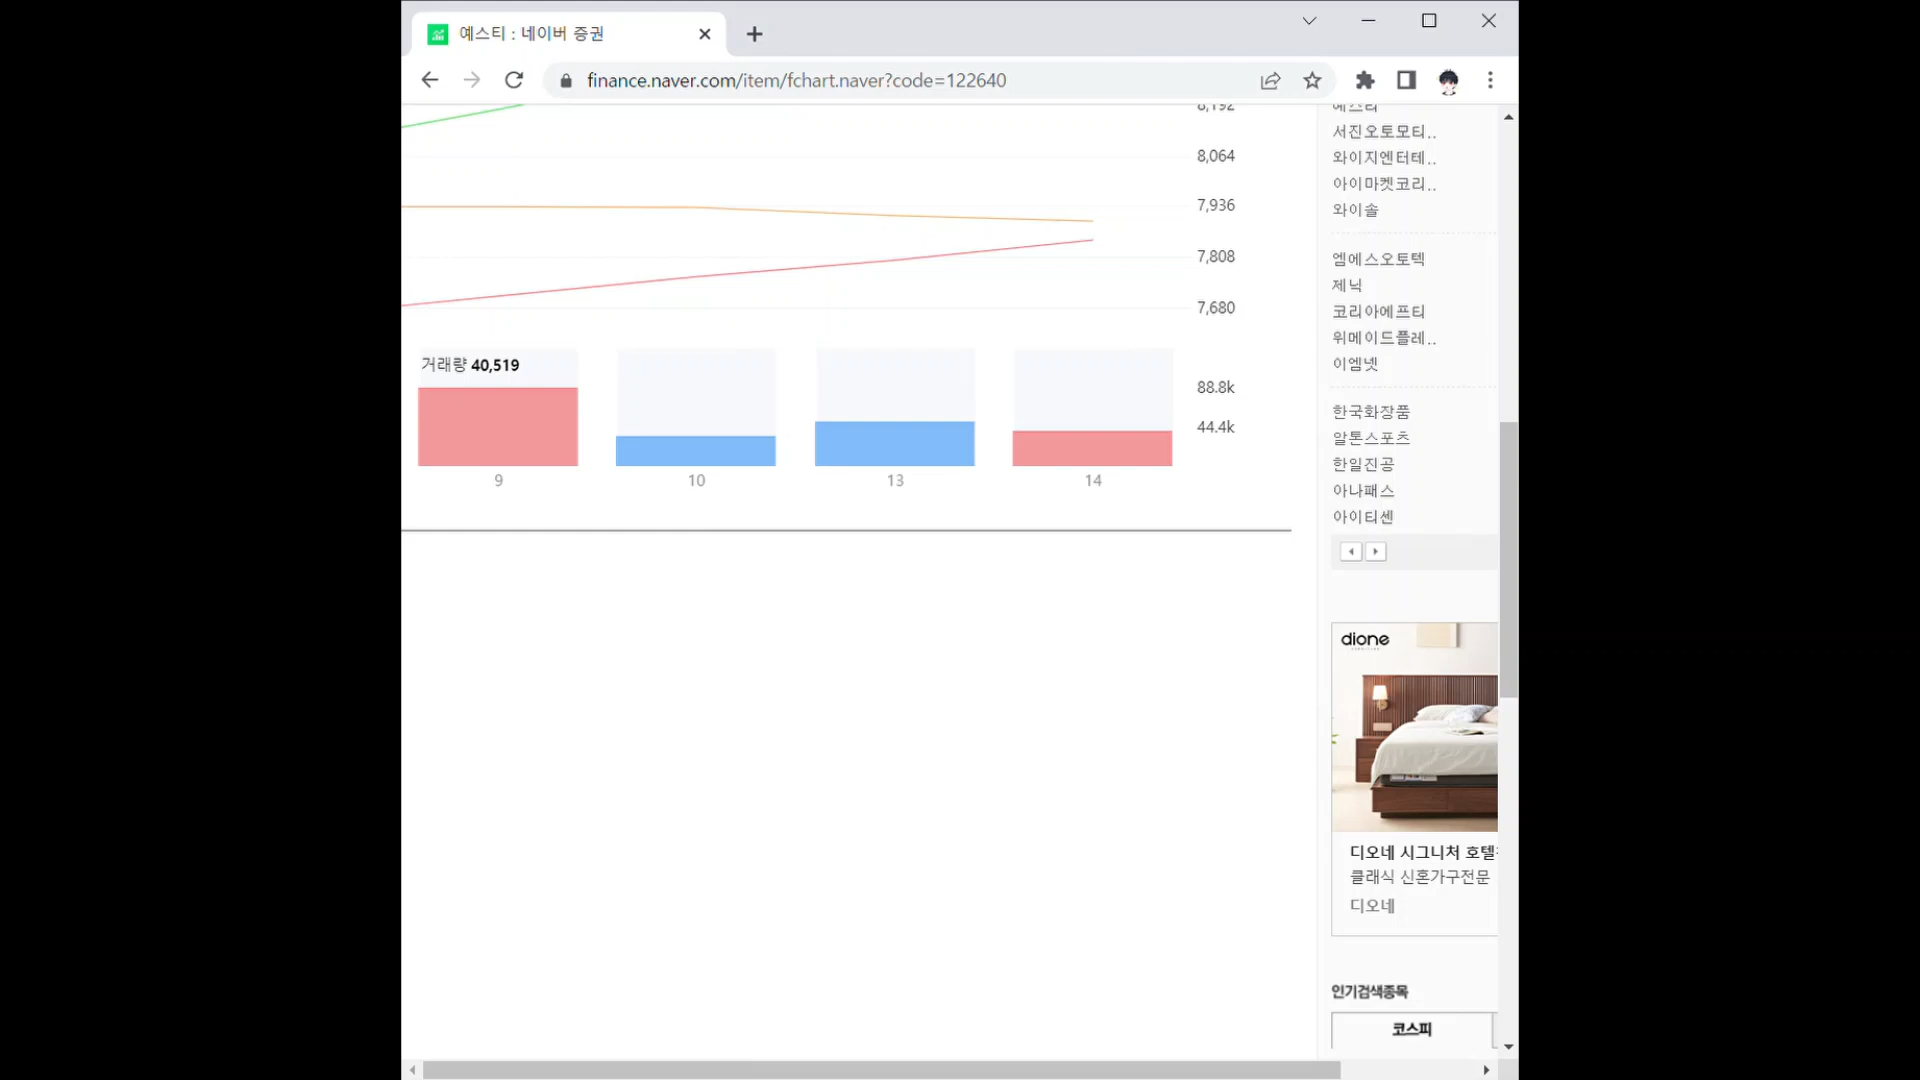 예스티 : 네이버 증권
finance.naver.com/item/fchart.naver?code=122640
8,192
8,064
7,936
7,808
7,680
거래량 40,519
88.8k
44.4k
9
10
13
14
예스티
서진오토모티..
와이지엔터테..
아이마켓코리..
와이솔
엠에스오토텍
제닉
코리아에프티
위메이드플레..
이엠넷
한국화장품
알톤스포츠
한일진공
아나패스
아이티센
dione
디오네 시그니처 호텔
클래식 신혼가구전문
디오네
인기검색종목
코스피